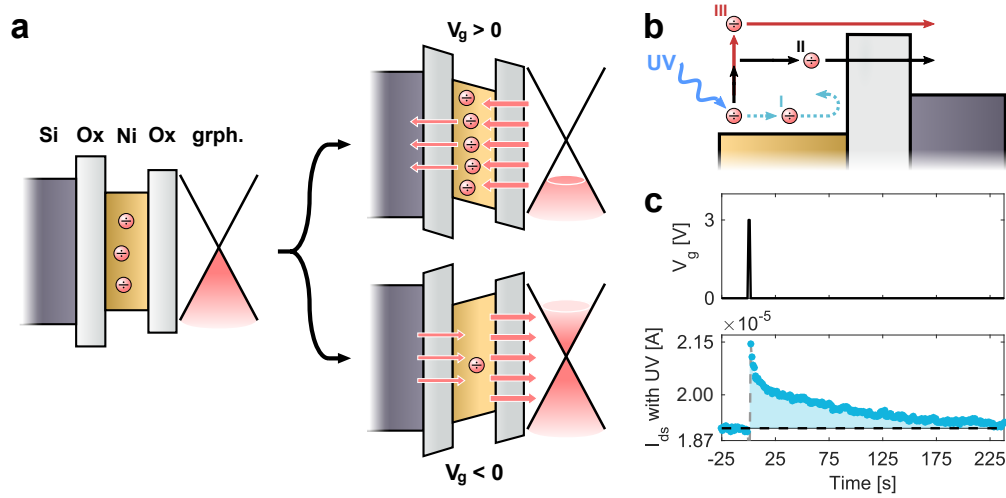 a
V_g > 0
Si Ox Ni Ox grph.
÷
÷
÷
÷
÷
÷
÷
÷
÷
V_g < 0
b
III
÷
II
÷
UV
I
÷
÷
c
3
V_g [V]
0
×10⁻⁵
2.15
I_ds with UV [A]
2.00
1.87
-25 25 75 125 175 225
Time [s]